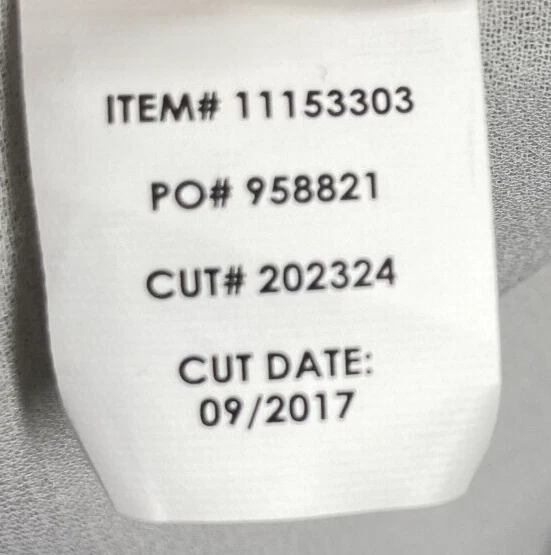 ITEM# 11153303
PO# 958821
CUT# 202324
CUT DATE:
09/2017